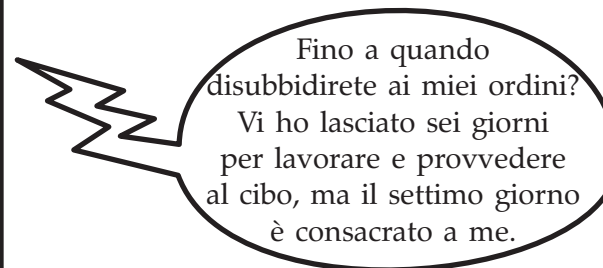 Fino a quando
disubbidirete ai miei ordini?
Vi ho lasciato sei giorni
per lavorare e provvedere
al cibo, ma il settimo giorno
è consacrato a me.